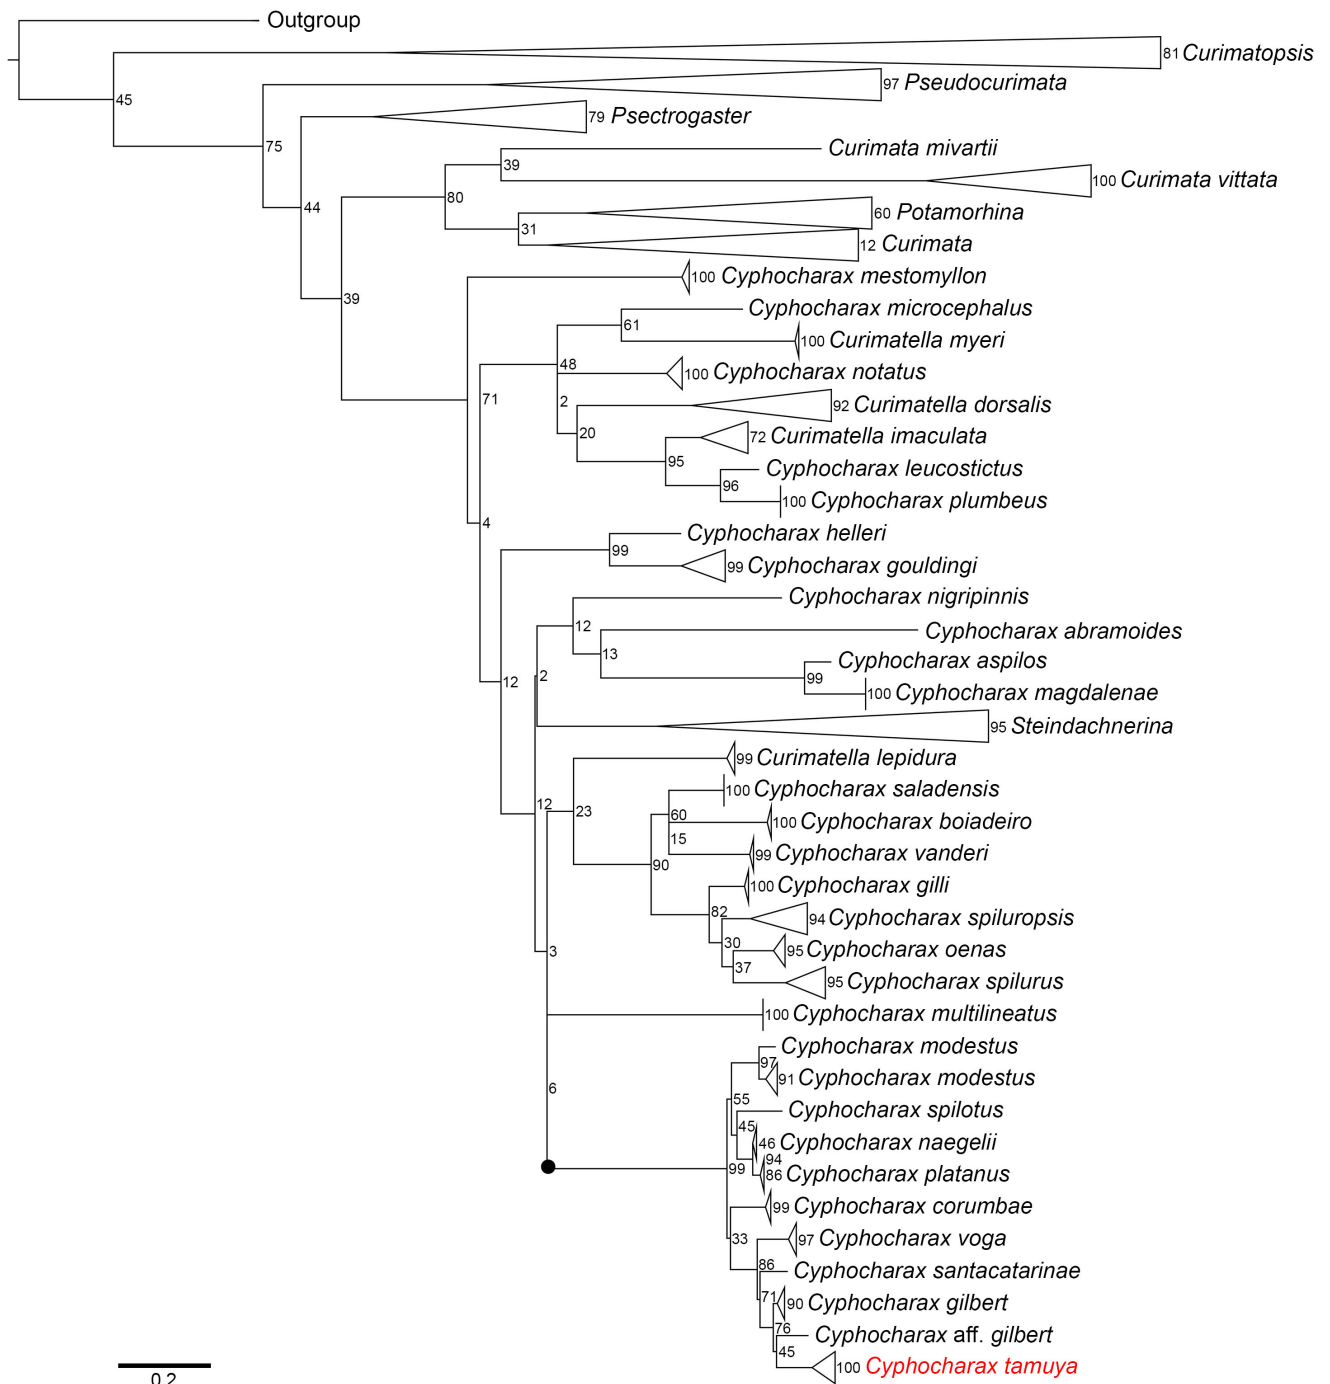 Outgroup
81 Curimatopsis
97 Pseudocurimata
45
79 Psectrogaster
75
Curimata mivartii
39
100 Curimata vittata
80
44
60 Potamorhina
31
12 Curimata
100 Cyphocharax mestomyllon
39
Cyphocharax microcephalus
61
100 Curimatella myeri
48
100 Cyphocharax notatus
71
2
92 Curimatella dorsalis
20
72 Curimatella imaculata
95
Cyphocharax leucostictus
96
100 Cyphocharax plumbeus
4
Cyphocharax helleri
99
99 Cyphocharax gouldingi
Cyphocharax nigripinnis
12
Cyphocharax abramoides
13
Cyphocharax aspilos
99
12
2
100 Cyphocharax magdalenae
95 Steindachnerina
99 Curimatella lepidura
100 Cyphocharax saladensis
12
23
60
100 Cyphocharax boiadeiro
15
99 Cyphocharax vanderi
90
100 Cyphocharax gilli
82
94 Cyphocharax spiluropsis
30
3
95 Cyphocharax oenas
37
95 Cyphocharax spilurus
100 Cyphocharax multilineatus
Cyphocharax modestus
97
91 Cyphocharax modestus
6
55
Cyphocharax spilotus
45
46 Cyphocharax naegelii
94
99
86 Cyphocharax platanus
99 Cyphocharax corumbae
33
97 Cyphocharax voga
86
Cyphocharax santacatarinae
71
90 Cyphocharax gilbert
76
Cyphocharax aff. gilbert
45
100 Cyphocharax tamuya
0.2